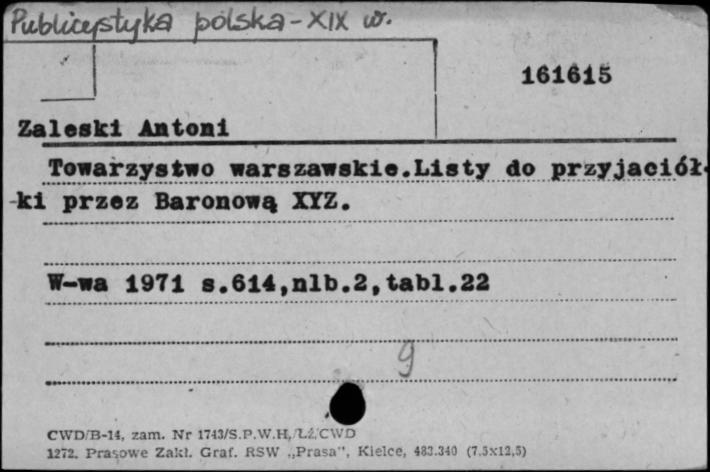 Publicystyka polska - XIX w.
161615
Zaleski Antoni
Towarzystwo warszawskie.Listy do przyjaciół-
-ki przez Baronową XYZ.
W-wa 1971 s.614,nlb.2,tabl.22
9
CWD/B-14, zam. Nr 1743/S.P.W.H./ŁŹ/CWD
1272. Prasowe Zakł. Graf. RSW „Prasa", Kielce, 483.340 (7,5x12,5)